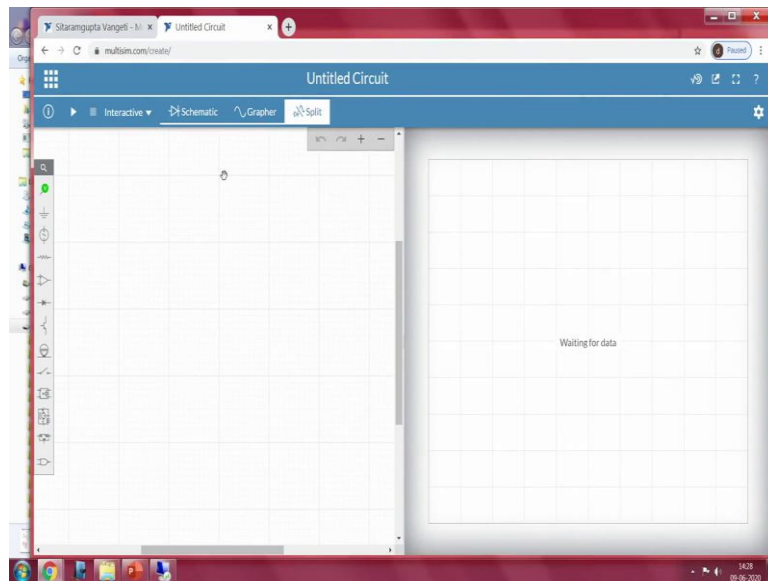 Sitaramgupta Vangeti - M
Untitled Circuit
multisim.com/create/
Paused
Untitled Circuit
Interactive
Schematic
Grapher
Split
Waiting for data
14:28
09-06-2020